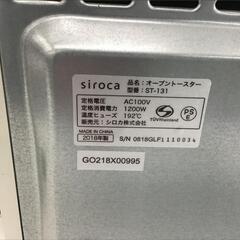 siroca
品名：オーブントースター
型番：ST-131
定格電圧 AC100V
定格消費電力 1200W
温度ヒューズ 192℃
販売元 シロカ株式会社
MADE IN CHINA
2018年製 S/N 0818GLF1110034
TÜVRheinland
PS
E
GO218X00995